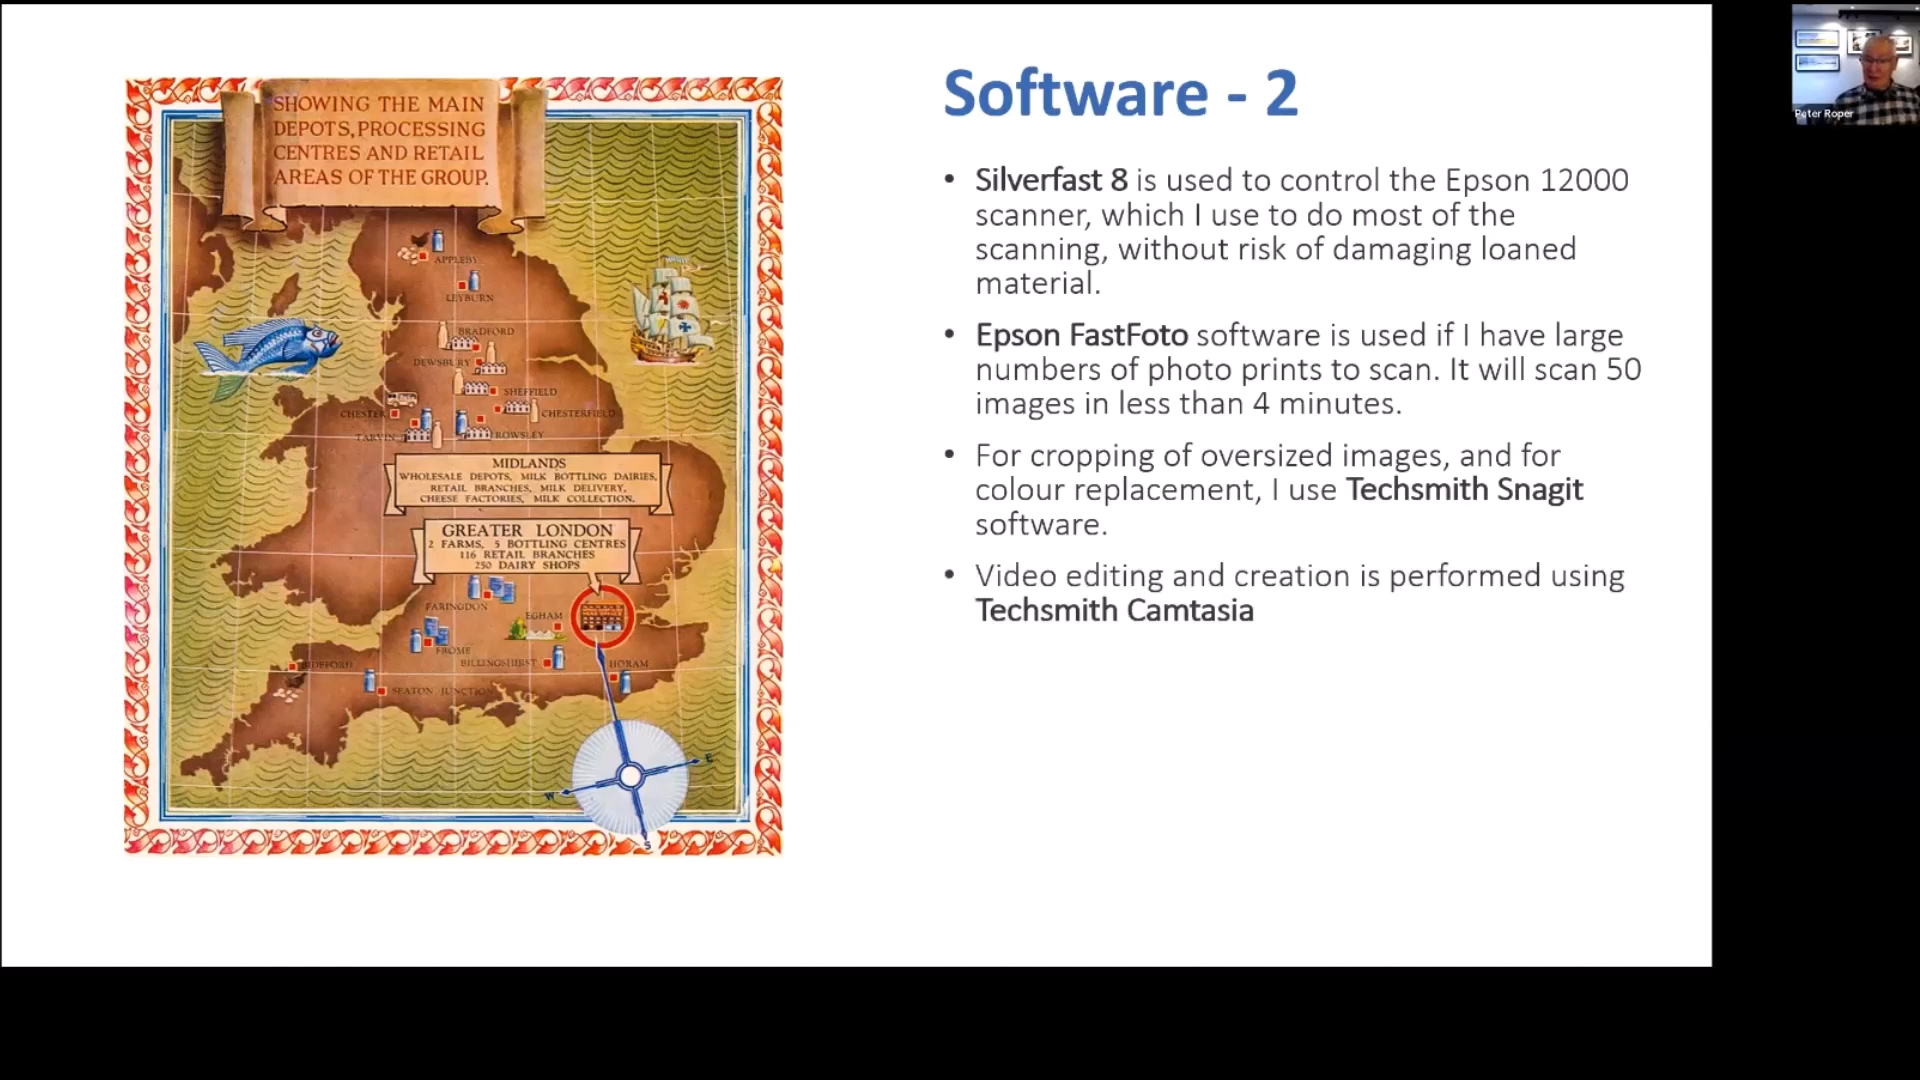 SHOWING THE MAIN
DEPOTS, PROCESSING
CENTRES AND RETAIL
AREAS OF THE GROUP.
APPLEBY
LEYBURN
BRADFORD
DEWSBURY
SHEFFIELD
CHESTER
CHESTERFIELD
TARVIN
ROWSLEY
MIDLANDS
WHOLESALE DEPOTS, MILK BOTTLING DAIRIES,
RETAIL BRANCHES, MILK DELIVERY,
CHEESE FACTORIES, MILK COLLECTION.
GREATER LONDON
2 FARMS, 5 BOTTLING CENTRES
116 RETAIL BRANCHES
250 DAIRY SHOPS
FARINGDON
EGHAM
FROME
BILLINGSHURST
HORAM
BIDEFORD
SEATON JUNCTION
E
W
S
Software - 2
• Silverfast 8 is used to control the Epson 12000
scanner, which I use to do most of the
scanning, without risk of damaging loaned
material.
• Epson FastFoto software is used if I have large
numbers of photo prints to scan. It will scan 50
images in less than 4 minutes.
• For cropping of oversized images, and for
colour replacement, I use Techsmith Snagit
software.
• Video editing and creation is performed using
Techsmith Camtasia
Peter Roper